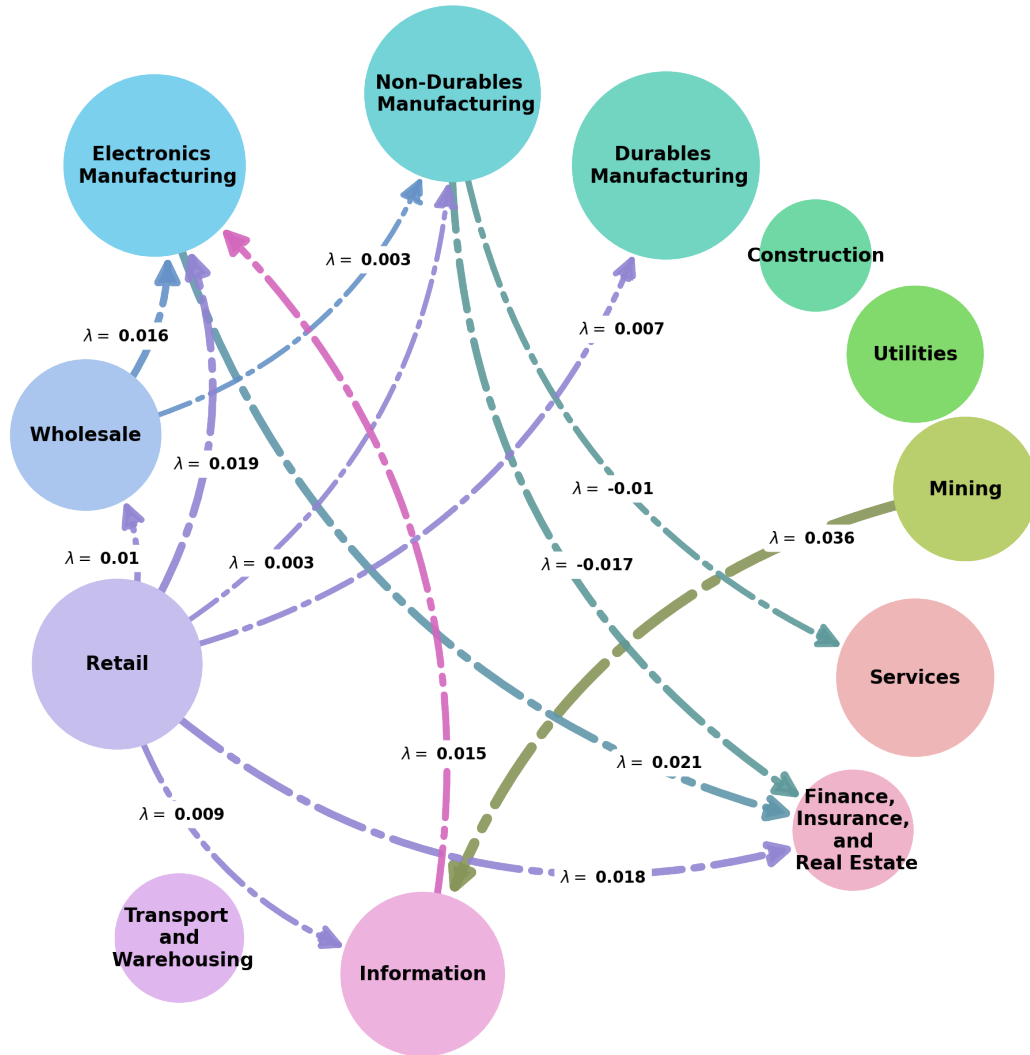 Non-Durables
Manufacturing
Electronics
Manufacturing
Durables
Manufacturing
Construction
λ = 0.003
λ = 0.007
λ = 0.016
Utilities
Wholesale
λ = 0.019
λ = -0.01
Mining
λ = 0.036
λ = 0.01
λ = 0.003
λ = -0.017
Retail
Services
λ = 0.015
λ = 0.021
λ = 0.009
Finance,
Insurance,
and
Real Estate
λ = 0.018
Transport
and
Warehousing
Information